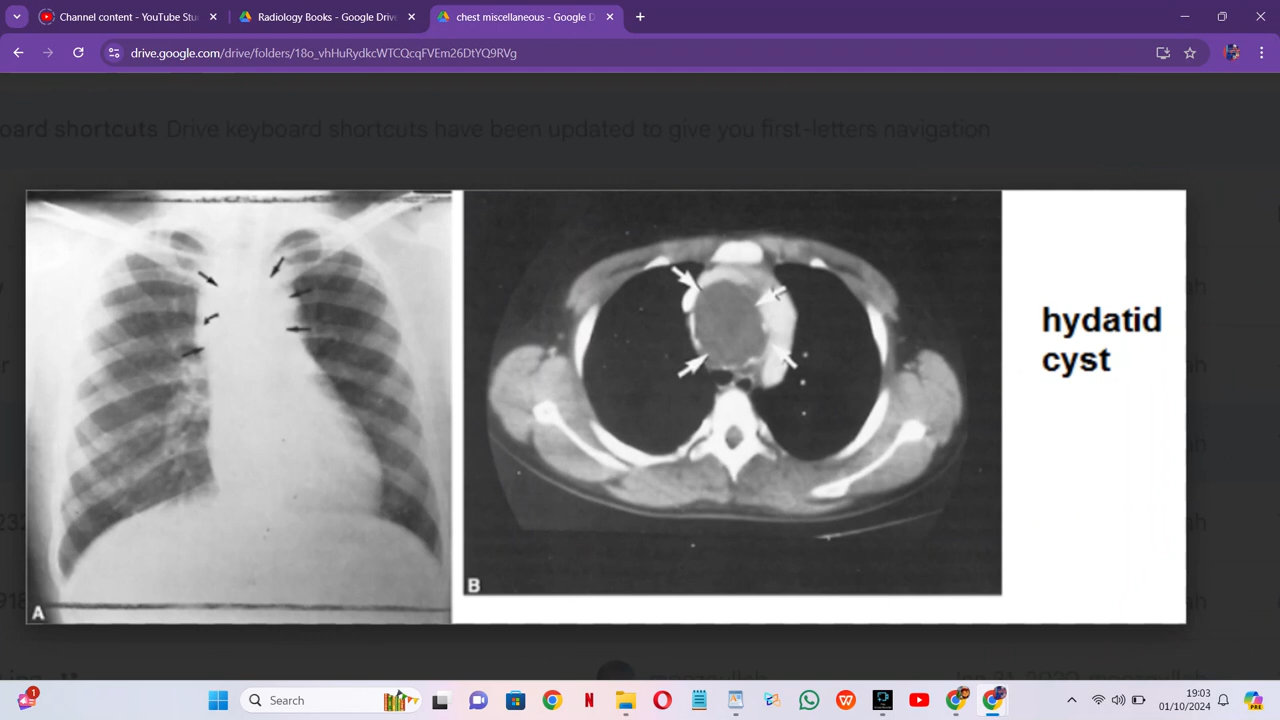 Channel content - YouTube Stu
Radiology Books - Google Drive
chest miscellaneous - Google D
drive.google.com/drive/folders/18o_vhHuRydkcWTCQcqFVEm26DtYQ9RVg
oard shortcuts Drive keyboard shortcuts have been updated to give you first-letters navigation
hydatid
cyst
A
B
1
Search
19:03
01/10/2024